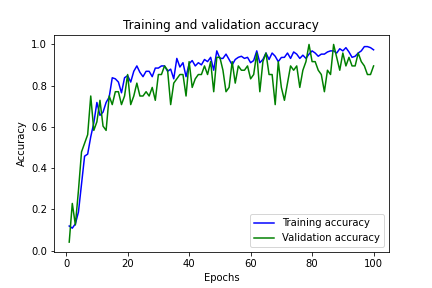 Training and validation accuracy
1.0
0.8
0.6
0.4
0.2
0.0
Accuracy
0
20
40
60
80
100
Epochs
Training accuracy
Validation accuracy